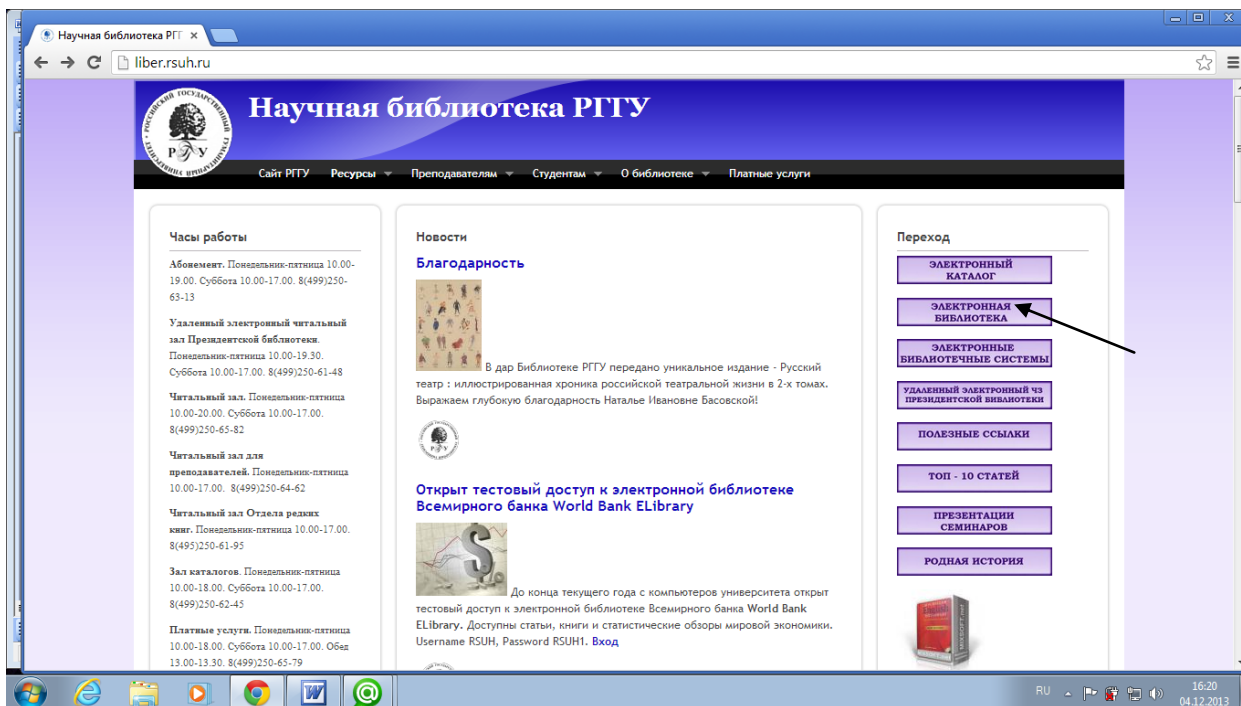 Научная библиотека РГГ
liber.rsuh.ru
Научная библиотека РГГУ
РГГУ
Сайт РГГУ Ресурсы Преподавателям Студентам О библиотеке Платные услуги
Часы работы
Абонемент. Понедельник-пятница 10.00-
19.00. Суббота 10.00-17.00. 8(499)250-
63-13
Удаленный электронный читальный
зал Президентской библиотеки.
Понедельник-пятница 10.00-19.30.
Суббота 10.00-17.00. 8(499)250-61-48
Читальный зал. Понедельник-пятница
10.00-20.00. Суббота 10.00-17.00.
8(499)250-65-82
Читальный зал для
преподавателей. Понедельник-пятница
10.00-17.00. 8(499)250-64-62
Читальный зал Отдела редких
книг. Понедельник-пятница 10.00-17.00.
8(495)250-61-95
Зал каталогов. Понедельник-пятница
10.00-18.00. Суббота 10.00-17.00.
8(499)250-62-45
Платные услуги. Понедельник-пятница
10.00-18.00. Суббота 10.00-17.00. Обед
13.00-13.30. 8(499)250-65-79
Новости
Благодарность
В дар Библиотеке РГГУ передано уникальное издание - Русский
театр : иллюстрированная хроника российской театральной жизни в 2-х томах.
Выражаем глубокую благодарность Наталье Ивановне Басовской!
Открыт тестовый доступ к электронной библиотеке
Всемирного банка World Bank ELibrary
До конца текущего года с компьютеров университета открыт
тестовый доступ к электронной библиотеке Всемирного банка World Bank
ELibrary. Доступны статьи, книги и статистические обзоры мировой экономики.
Username RSUH, Password RSUH1. Вход
Переход
ЭЛЕКТРОННЫЙ
КАТАЛОГ
ЭЛЕКТРОННАЯ
БИБЛИОТЕКА
ЭЛЕКТРОННЫЕ
БИБЛИОТЕЧНЫЕ СИСТЕМЫ
УДАЛЕННЫЙ ЭЛЕКТРОННЫЙ ЧЗ
ПРЕЗИДЕНТСКОЙ БИБЛИОТЕКИ
ПОЛЕЗНЫЕ ССЫЛКИ
ТОП - 10 СТАТЕЙ
ПРЕЗЕНТАЦИИ
СЕМИНАРОВ
РОДНАЯ ИСТОРИЯ
RU
16:20
04.12.2013